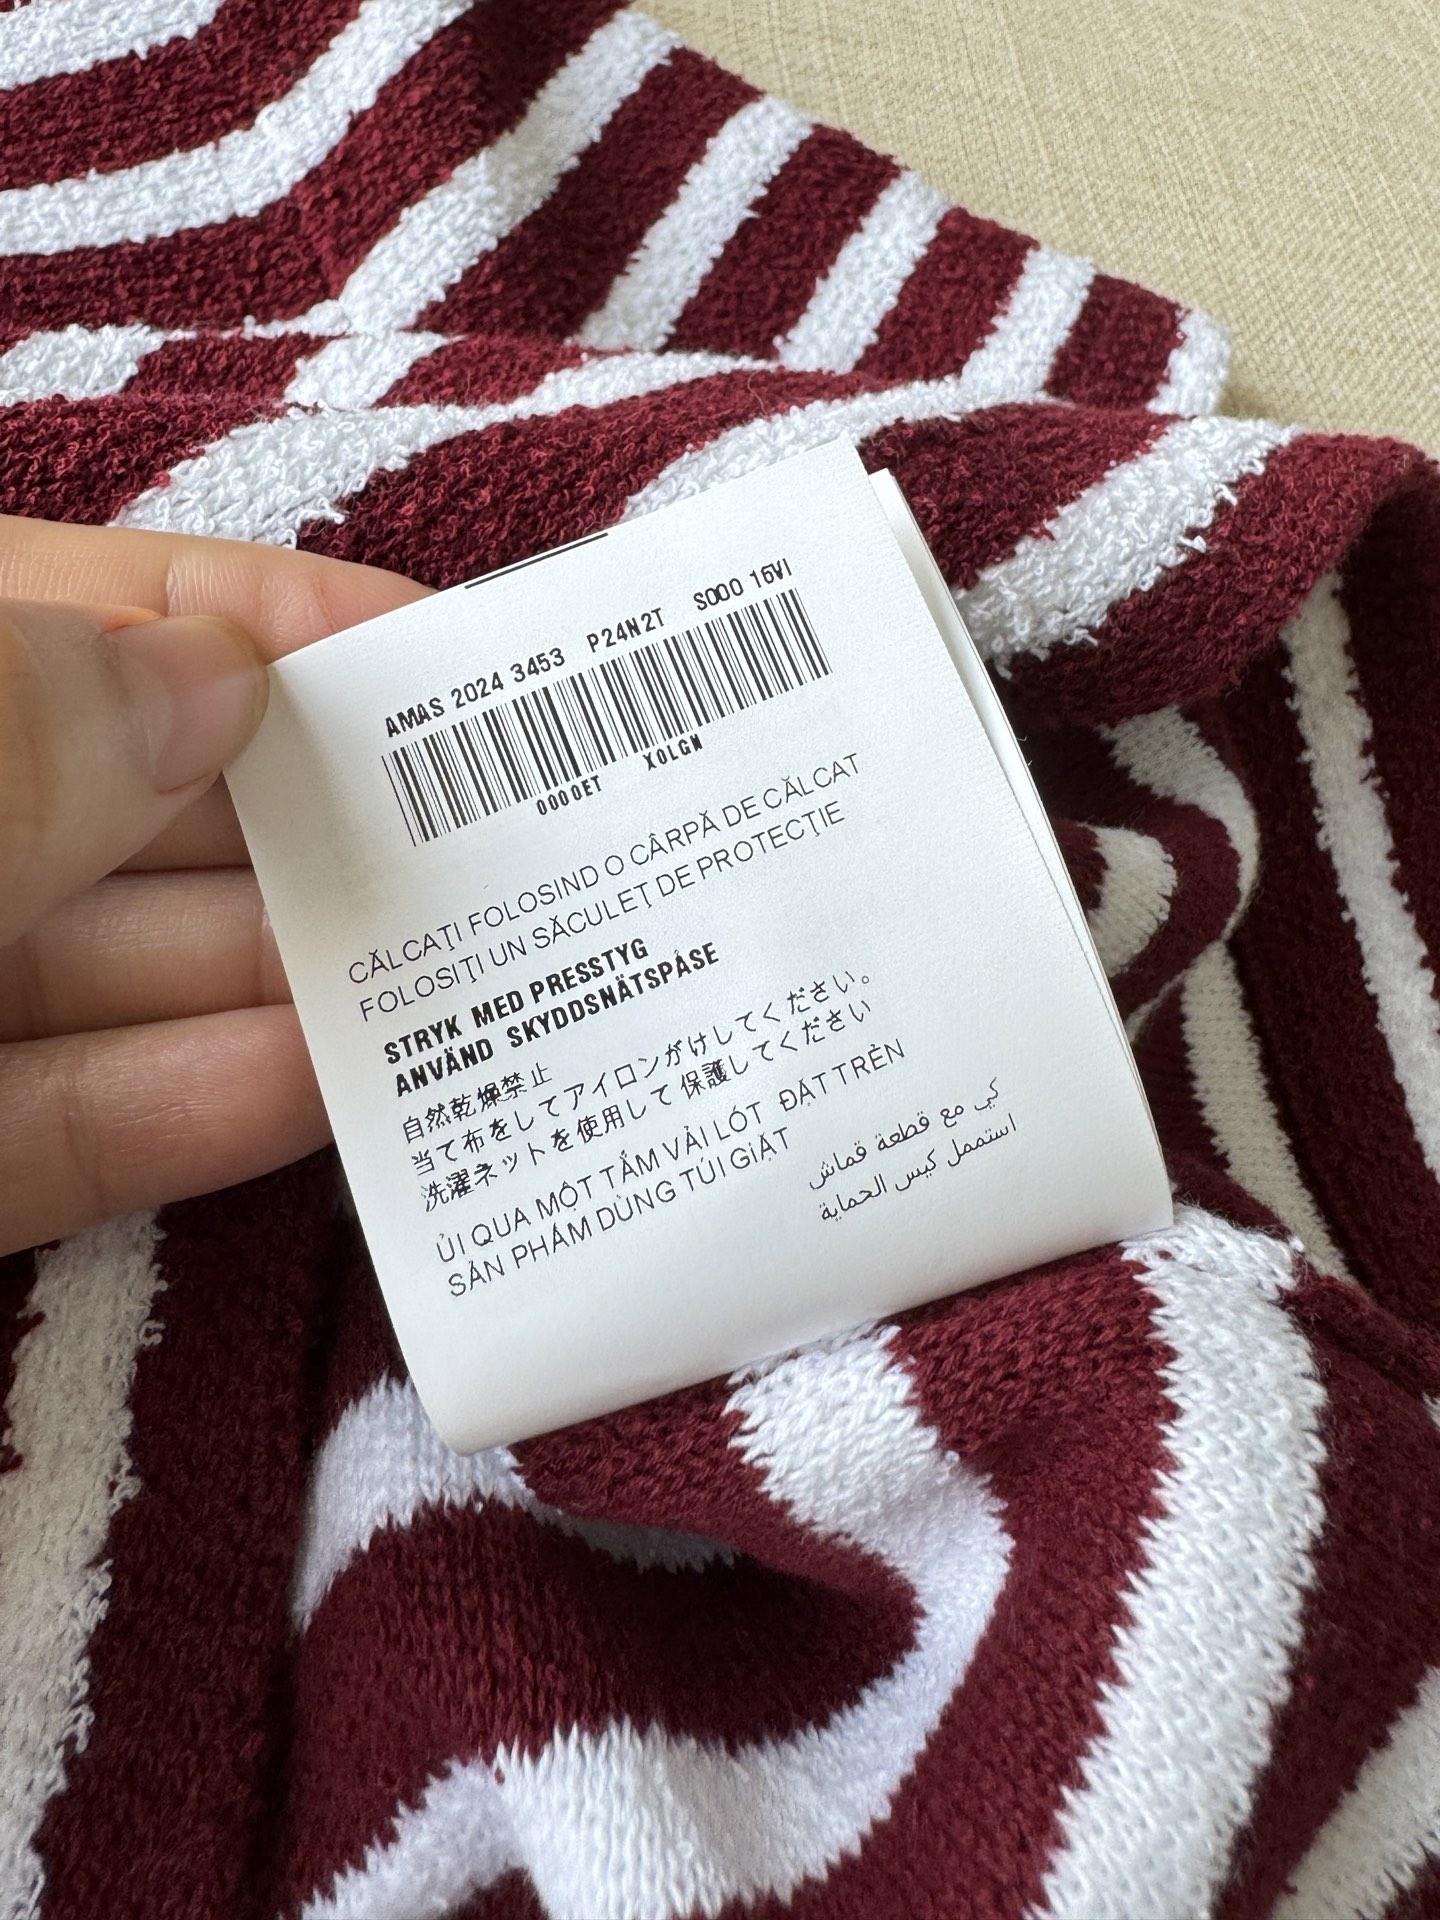 AMAS 2024 3453 P24N2T S000 16VI
0000ET X0LGN
CĂLCAȚI FOLOSIND O CÂRPĂ DE CĂLCAT
FOLOSIȚI UN SĂCULEȚ DE PROTECȚIE
STRYK MED PRESSTYG
ANVÄND SKYDDSNÄTSPÅSE
自然乾燥禁止
当て布をしてアイロンがけしてください。
洗濯ネットを使用して 保護してください
ỦI QUA MỘT TẤM VẢI LÓT ĐẶT TRÊN
SẢN PHẨM DÙNG TÚI GIẶT
كي مع قطعة قماش
استممل كيس الحماية